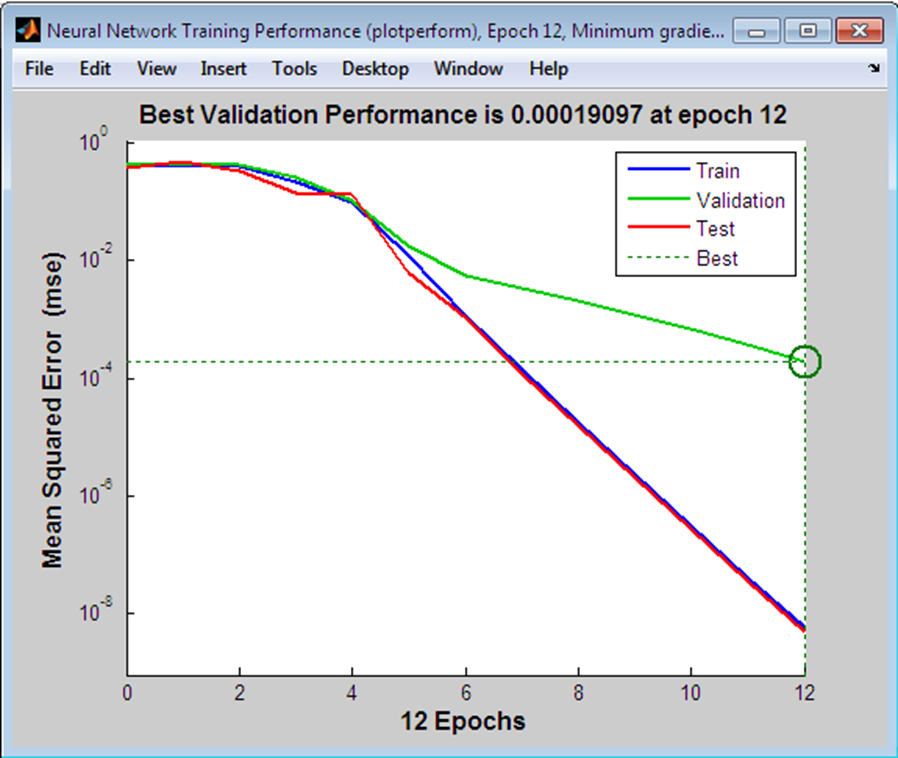 Neural Network Training Performance (plotperform), Epoch 12, Minimum gradie...
File Edit View Insert Tools Desktop Window Help
Best Validation Performance is 0.00019097 at epoch 12
Mean Squared Error (mse)
10^0
10^-2
10^-4
10^-6
10^-8
Train
Validation
Test
Best
0 2 4 6 8 10 12
12 Epochs